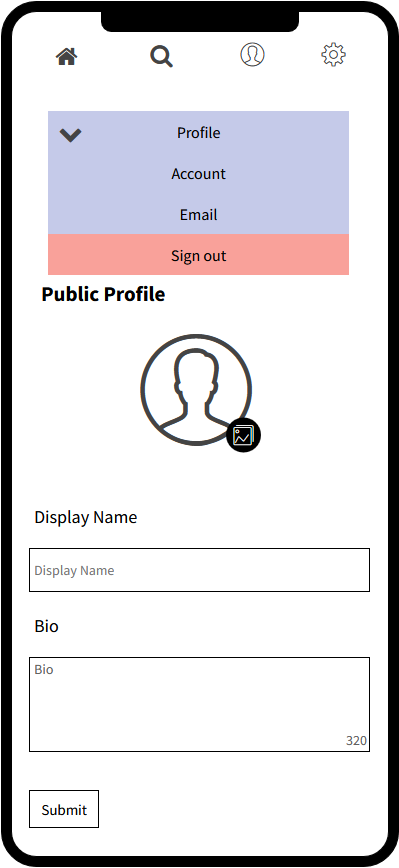 Profile
Account
Email
Sign out
Public Profile
Display Name
Display Name
Bio
Bio
320
Submit